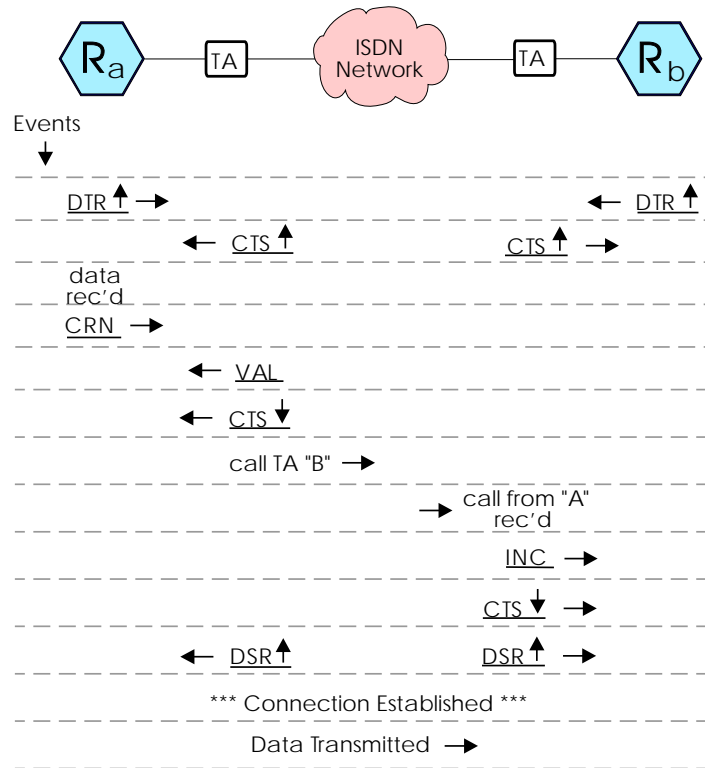 Ra TA ISDN TA Rb
Network
Events
DTR DTR
CTS CTS
data
rec'd
CRN
VAL
CTS
call TA "B"
call from "A"
rec'd
INC
CTS
DSR DSR
*** Connection Established ***
Data Transmitted